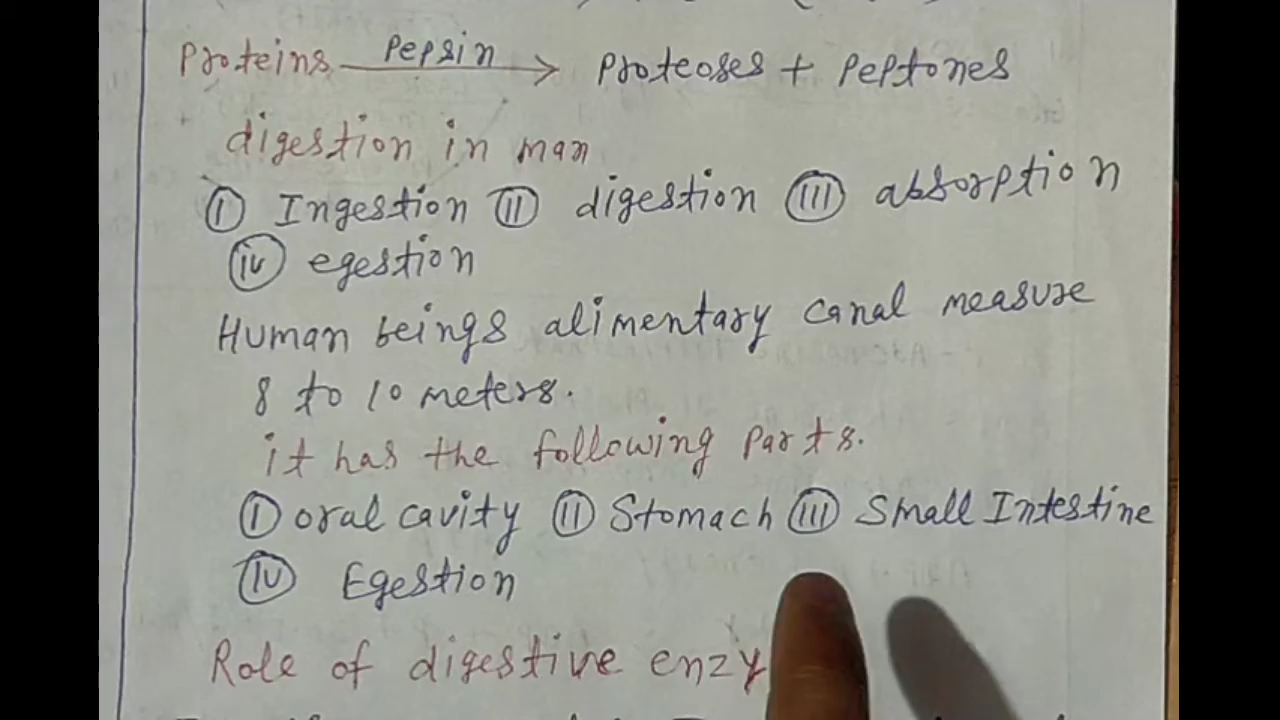 Proteins Pepsin → Proteoses + Peptones
digestion in man
(I) Ingestion (II) digestion (III) absorption
(iv) egestion
Human beings alimentary canal measure
8 to 10 meters.
it has the following parts.
(I) oral cavity (II) Stomach (III) Small Intestine
(iv) Egestion
Role of digestive enzy